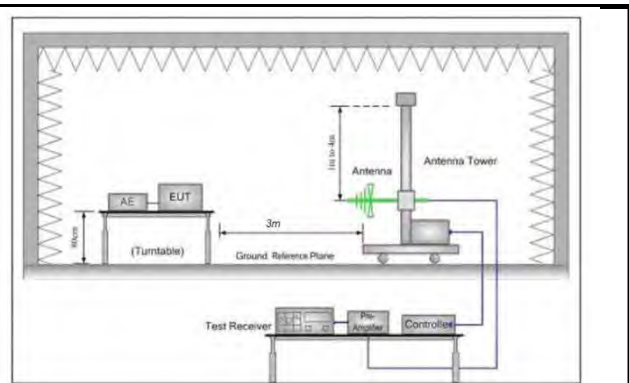 1m to 4m
Antenna
Antenna Tower
AE
EUT
80cm
(Turntable)
3m
Ground Reference Plane
Test Receiver
Pre-
Amplifier
Controller